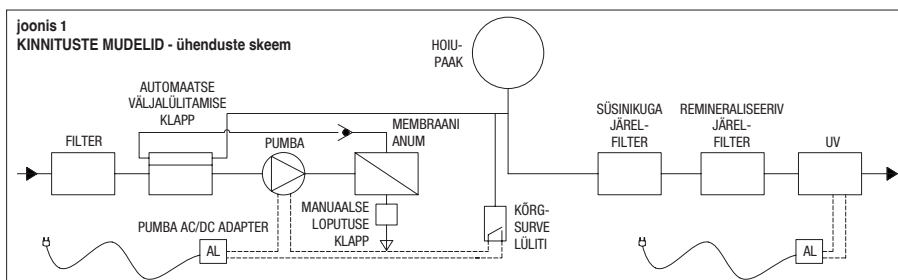 joonis 1
KINNITUSTE MUDELID - ühenduste skeem
HOIU-
PAAK
AUTOMAATSE
VÄLJALÜLITAMISE
KLAPP
FILTER
PUMBA
MEMBRAANI
ANUM
SÜSINIKUGA
JÄREL-
FILTER
REMINERALISEERIV
JÄREL-
FILTER
UV
MANUAALSE
LOPUTUSE
KLAPP
KÕRG-
SURVE
LÜLITI
PUMBA AC/DC ADAPTER
AL
AL